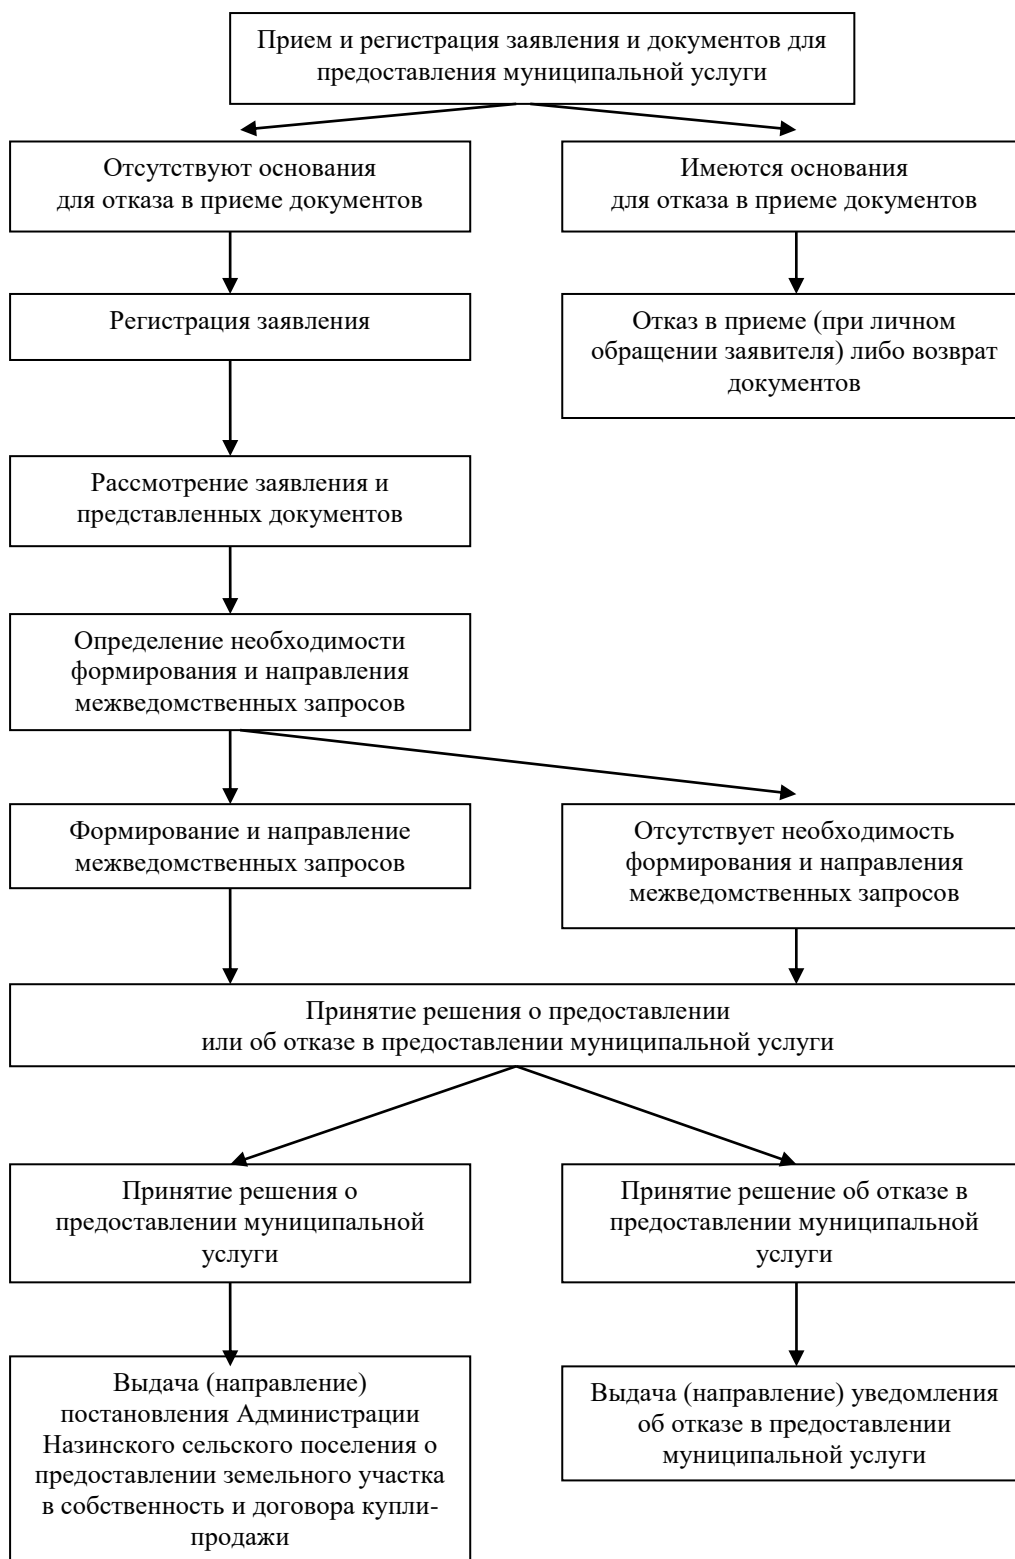 Прием и регистрация заявления и документов для
предоставления муниципальной услуги
Отсутствуют основания
для отказа в приеме документов
Имеются основания
для отказа в приеме документов
Регистрация заявления
Отказ в приеме (при личном
обращении заявителя) либо возврат
документов
Рассмотрение заявления и
представленных документов
Определение необходимости
формирования и направления
межведомственных запросов
Формирование и направление
межведомственных запросов
Отсутствует необходимость
формирования и направления
межведомственных запросов
Принятие решения о предоставлении
или об отказе в предоставлении муниципальной услуги
Принятие решения о
предоставлении муниципальной
услуги
Принятие решение об отказе в
предоставлении муниципальной
услуги
Выдача (направление)
постановления Администрации
Назинского сельского поселения о
предоставлении земельного участка
в собственность и договора купли-
продажи
Выдача (направление) уведомления
об отказе в предоставлении
муниципальной услуги